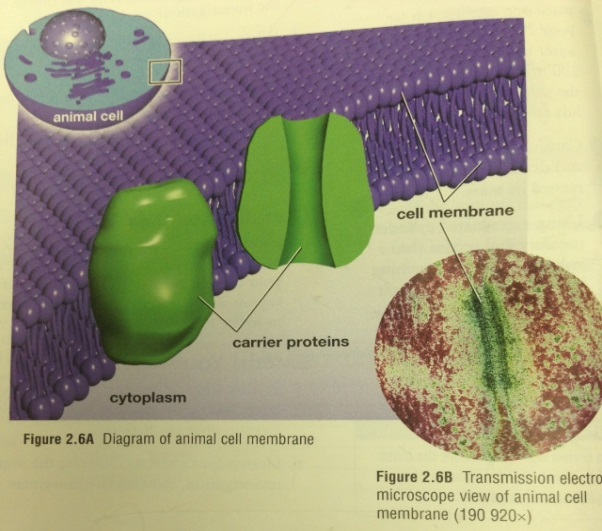 animal cell
cell membrane
carrier proteins
cytoplasm
Figure 2.6A Diagram of animal cell membrane
Figure 2.6B Transmission electro
microscope view of animal cell
membrane (190 920×)